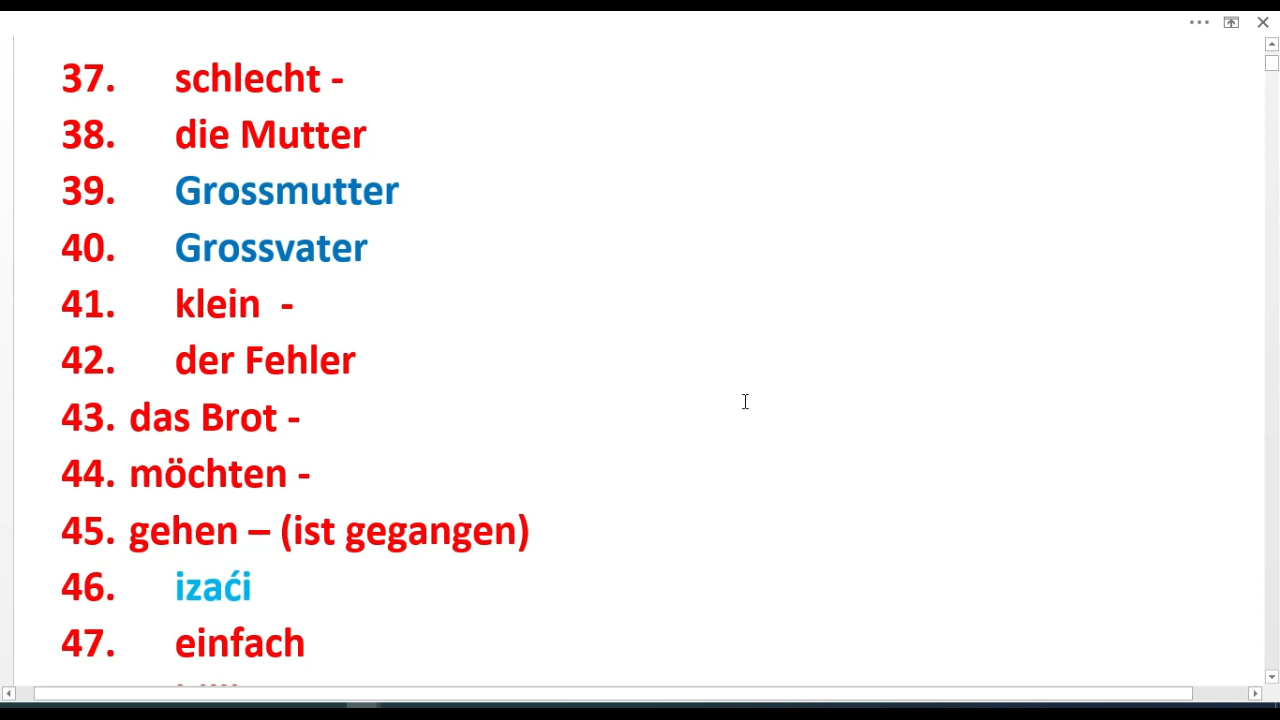 37. schlecht -
38. die Mutter
39. Grossmutter
40. Grossvater
41. klein -
42. der Fehler
43. das Brot -
44. möchten -
45. gehen – (ist gegangen)
46. izaći
47. einfach